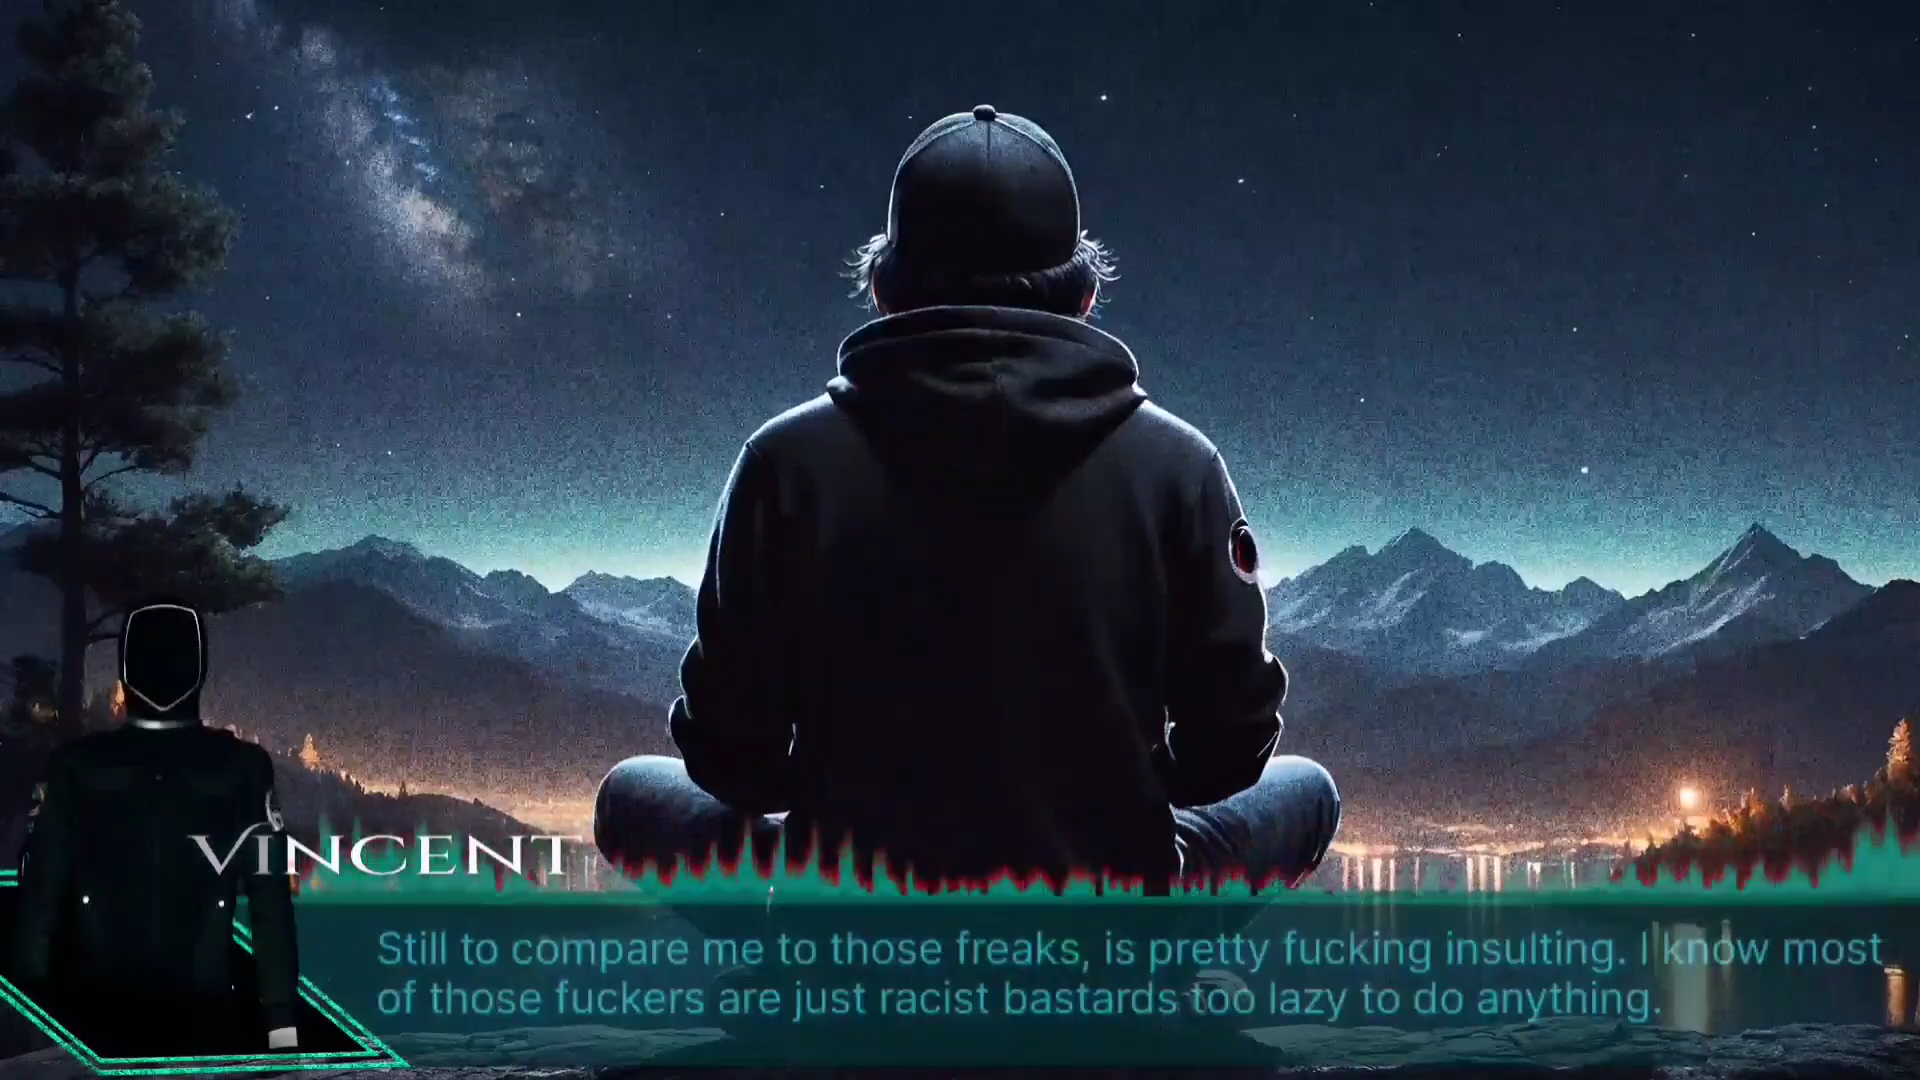 VINCENT
Still to compare me to those freaks, is pretty fucking insulting. I know most
of those fuckers are just racist bastards too lazy to do anything.